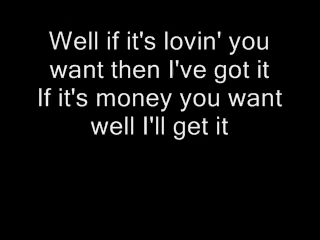 Well if it's lovin' you
want then I've got it
If it's money you want
well I'll get it